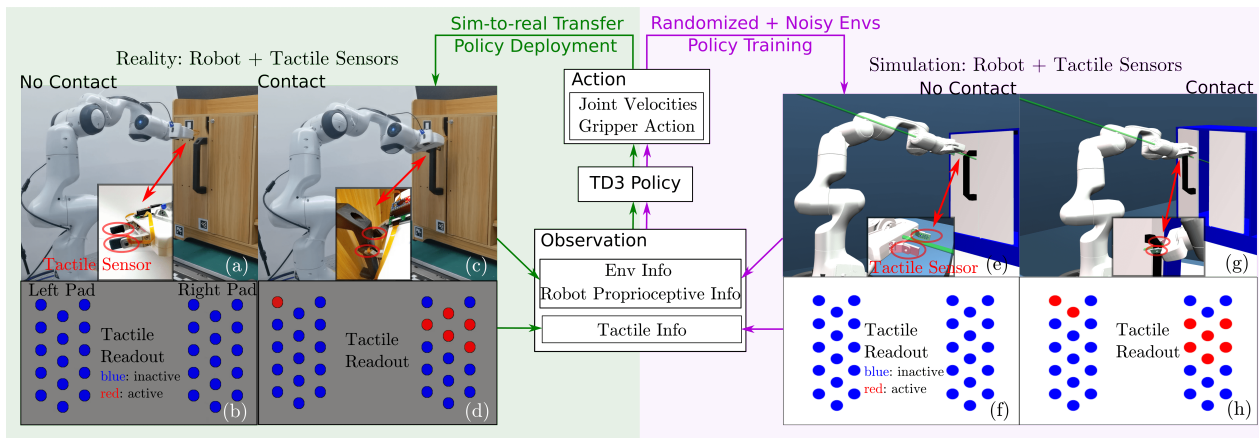 Sim-to-real Transfer
Policy Deployment
Randomized + Noisy Envs
Policy Training
Reality: Robot + Tactile Sensors
No Contact
Contact
Simulation: Robot + Tactile Sensors
No Contact
Contact
Action
Joint Velocities
Gripper Action
TD3 Policy
Observation
Env Info
Robot Proprioceptive Info
Tactile Info
Tactile Sensor
(a)
(c)
Tactile Sensor
(e)
(g)
Left Pad
Right Pad
Tactile
Readout
blue: inactive
red: active
(b)
Tactile
Readout
(d)
Tactile
Readout
blue: inactive
red: active
(f)
Tactile
Readout
(h)